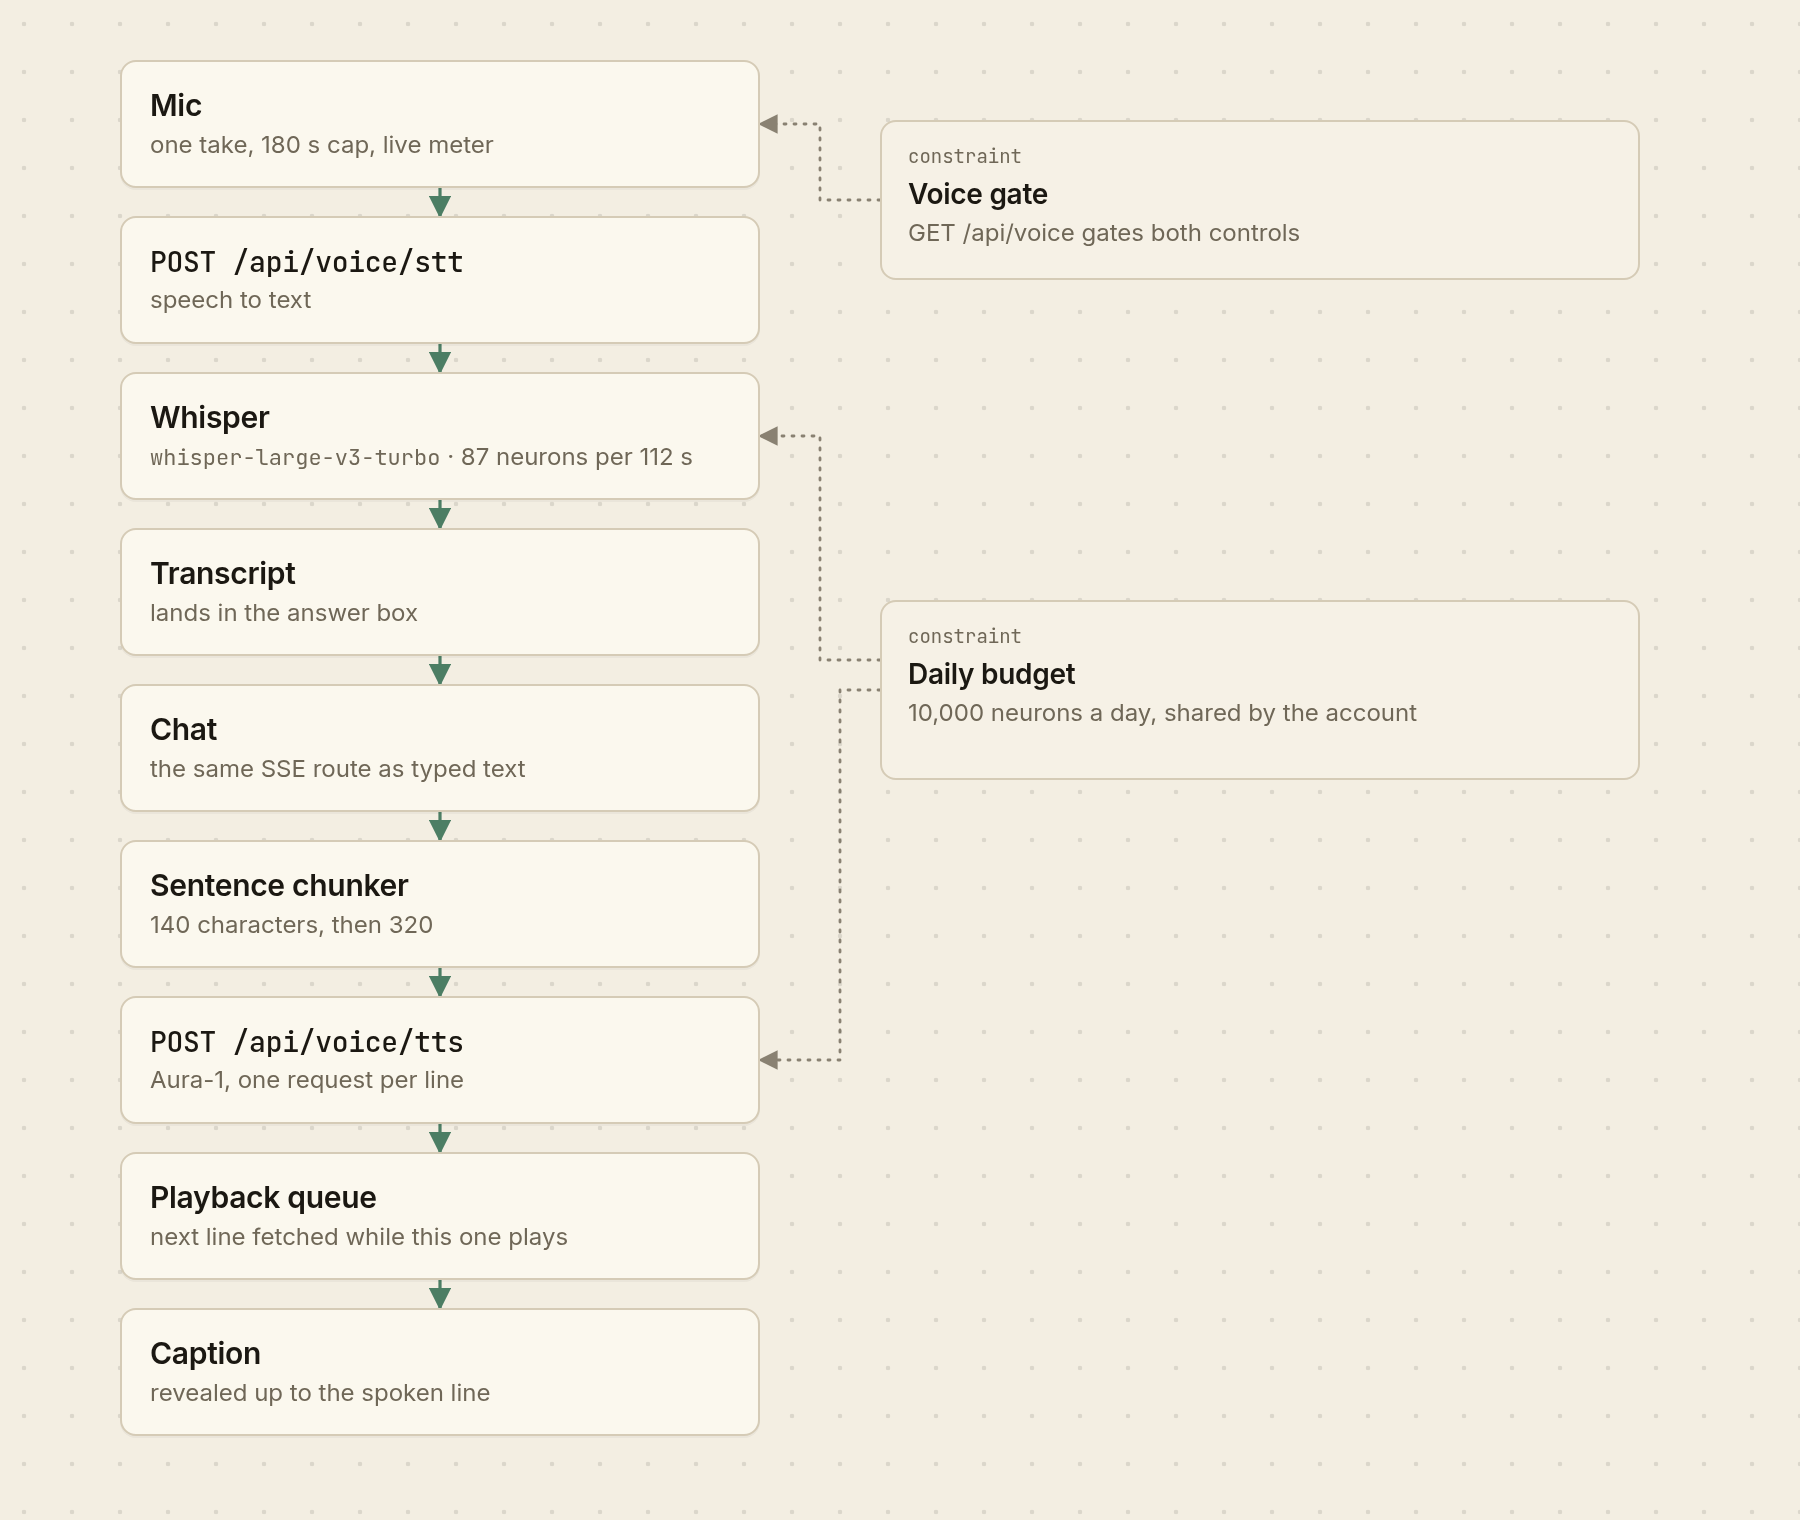 Mic
one take, 180 s cap, live meter
POST /api/voice/stt
speech to text
Whisper
whisper-large-v3-turbo · 87 neurons per 112 s
Transcript
lands in the answer box
Chat
the same SSE route as typed text
Sentence chunker
140 characters, then 320
POST /api/voice/tts
Aura-1, one request per line
Playback queue
next line fetched while this one plays
Caption
revealed up to the spoken line
constraint
Voice gate
GET /api/voice gates both controls
constraint
Daily budget
10,000 neurons a day, shared by the account